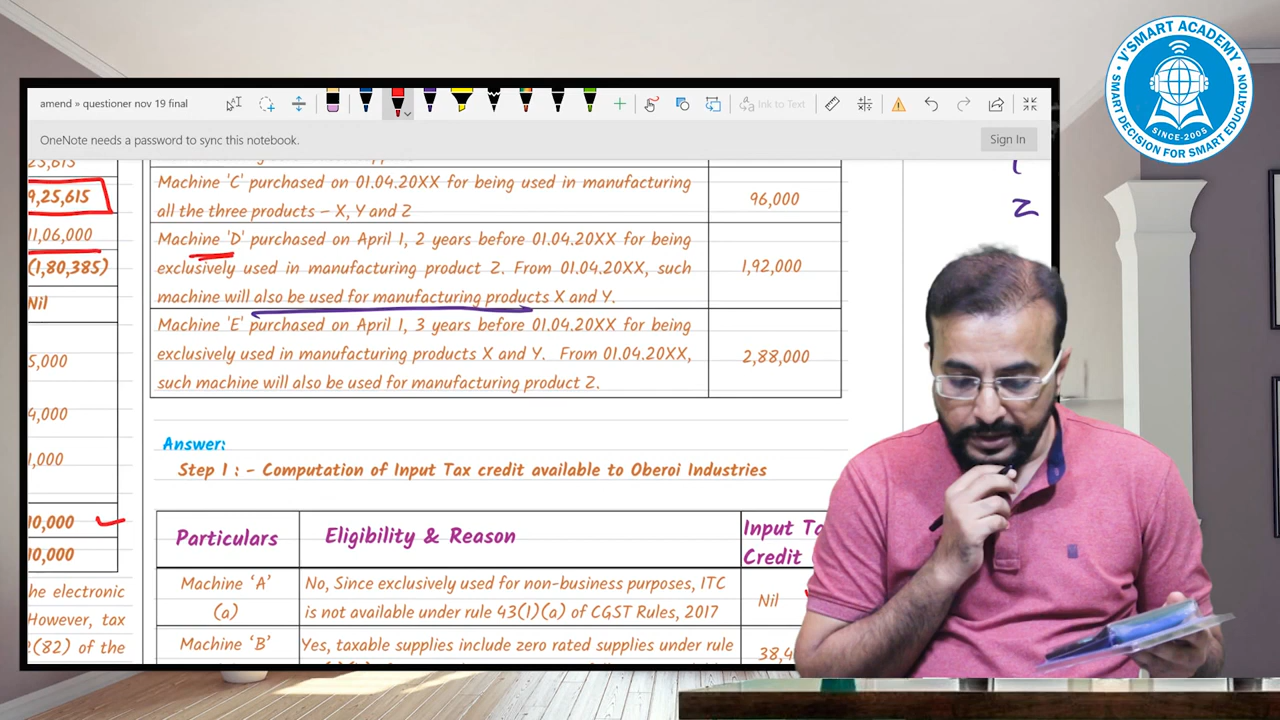 V'SMART ACADEMY
SMART DECISION FOR SMART EDUCATION
SINCE-2005
amend » questioner nov 19 final
Ink to Text
OneNote needs a password to sync this notebook.
Sign In
9,25,615
11,06,000
(1,80,385)
Nil
5,000
4,000
1,000
10,000
10,000
he electronic
However, tax
2(82) of the
Machine 'C' purchased on 01.04.20XX for being used in manufacturing
all the three products – X, Y and Z
96,000
Machine 'D' purchased on April 1, 2 years before 01.04.20XX for being
exclusively used in manufacturing product Z. From 01.04.20XX, such
machine will also be used for manufacturing products X and Y.
1,92,000
Machine 'E' purchased on April 1, 3 years before 01.04.20XX for being
exclusively used in manufacturing products X and Y. From 01.04.20XX,
such machine will also be used for manufacturing product Z.
2,88,000
Z
Answer:
Step 1 : - Computation of Input Tax credit available to Oberoi Industries
Particulars
Eligibility & Reason
Input
Credit
Machine ‘A’
(a)
No, Since exclusively used for non-business purposes, ITC
is not available under rule 43(1)(a) of CGST Rules, 2017
Nil
Machine ‘B’
Yes, taxable supplies include zero rated supplies under rule
38,4